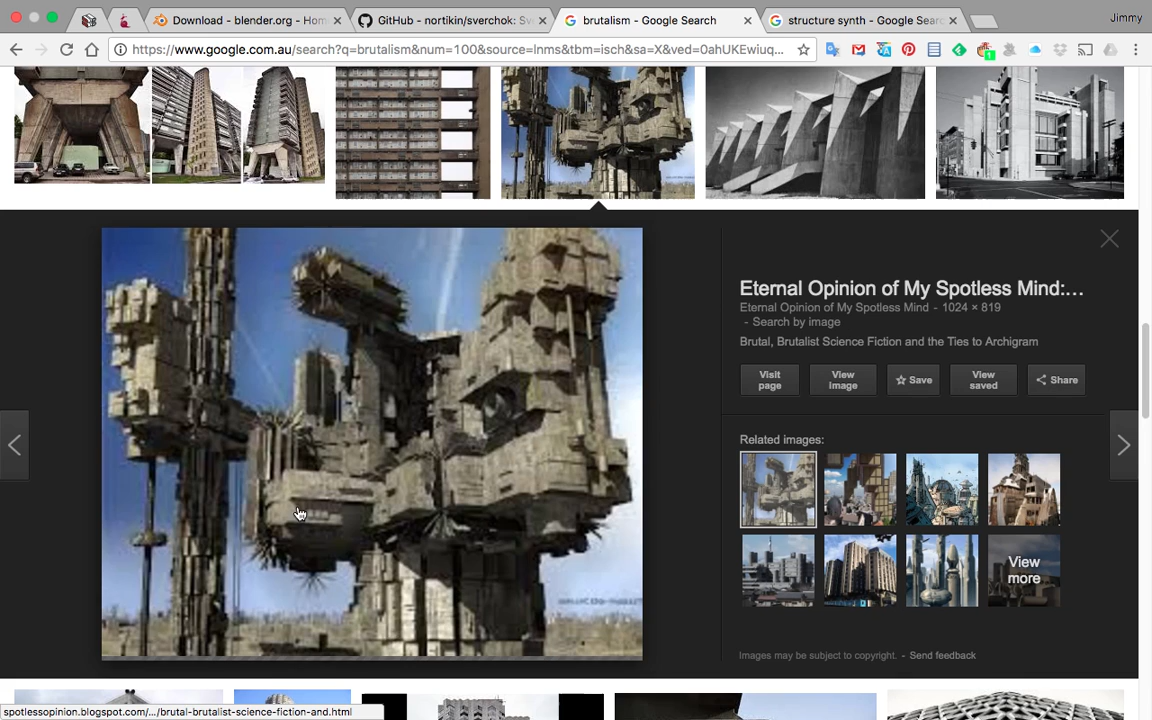 Download - blender.org - Hom
GitHub - nortikin/sverchok: Sv
brutalism - Google Search
structure synth - Google Searc
Jimmy
https://www.google.com.au/search?q=brutalism&num=100&source=lnms&tbm=isch&sa=X&ved=0ahUKEwiuq...
1
Eternal Opinion of My Spotless Mind:...
Eternal Opinion of My Spotless Mind - 1024 × 819
- Search by image
Brutal, Brutalist Science Fiction and the Ties to Archigram
Visit page
View image
Save
View saved
Share
Related images:
View more
Images may be subject to copyright. - Send feedback
spotlessopinion.blogspot.com/.../brutal-brutalist-science-fiction-and.html